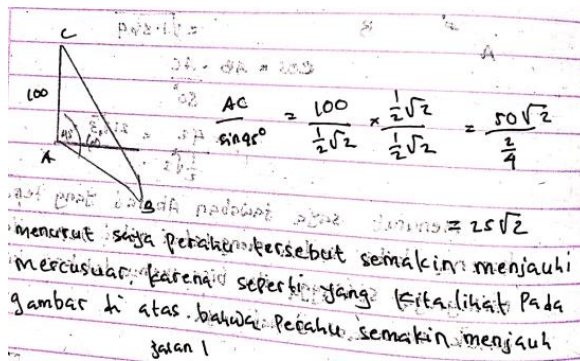 C
100
45° 60°
A
B
AC / sin 45° = 100 / ½√2 × ½√2 / ½√2 = 50√2 / (2/4)
= 25√2
menurut saya perahu tersebut semakin menjauhi
mercusuar, karena seperti yang kita lihat pada
gambar di atas bahwa perahu semakin menjauh